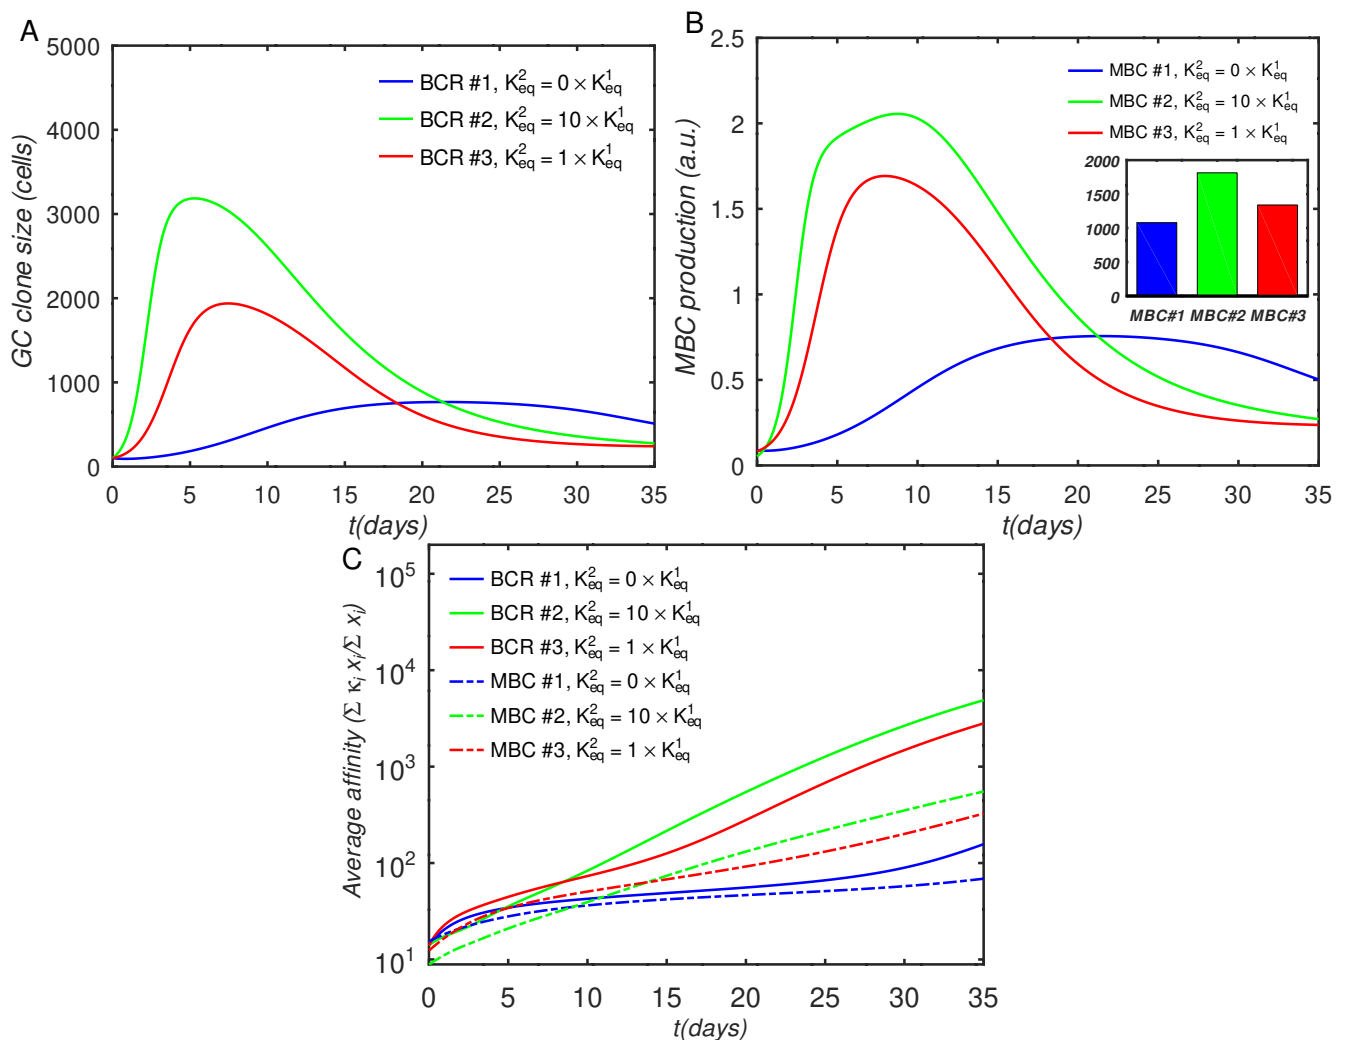 A
5000
4000
3000
2000
1000
0
GC clone size (cells)
BCR #1, K²eq = 0 × K¹eq
BCR #2, K²eq = 10 × K¹eq
BCR #3, K²eq = 1 × K¹eq
0 5 10 15 20 25 30 35
t(days)
B
2.5
2
1.5
1
0.5
0
MBC production (a.u.)
MBC #1, K²eq = 0 × K¹eq
MBC #2, K²eq = 10 × K¹eq
MBC #3, K²eq = 1 × K¹eq
2000
1500
1000
500
0
MBC#1 MBC#2 MBC#3
0 5 10 15 20 25 30 35
t(days)
C
10⁵
10⁴
10³
10²
10¹
Average affinity (Σ κᵢ xᵢ/Σ xᵢ)
BCR #1, K²eq = 0 × K¹eq
BCR #2, K²eq = 10 × K¹eq
BCR #3, K²eq = 1 × K¹eq
MBC #1, K²eq = 0 × K¹eq
MBC #2, K²eq = 10 × K¹eq
MBC #3, K²eq = 1 × K¹eq
0 5 10 15 20 25 30 35
t(days)